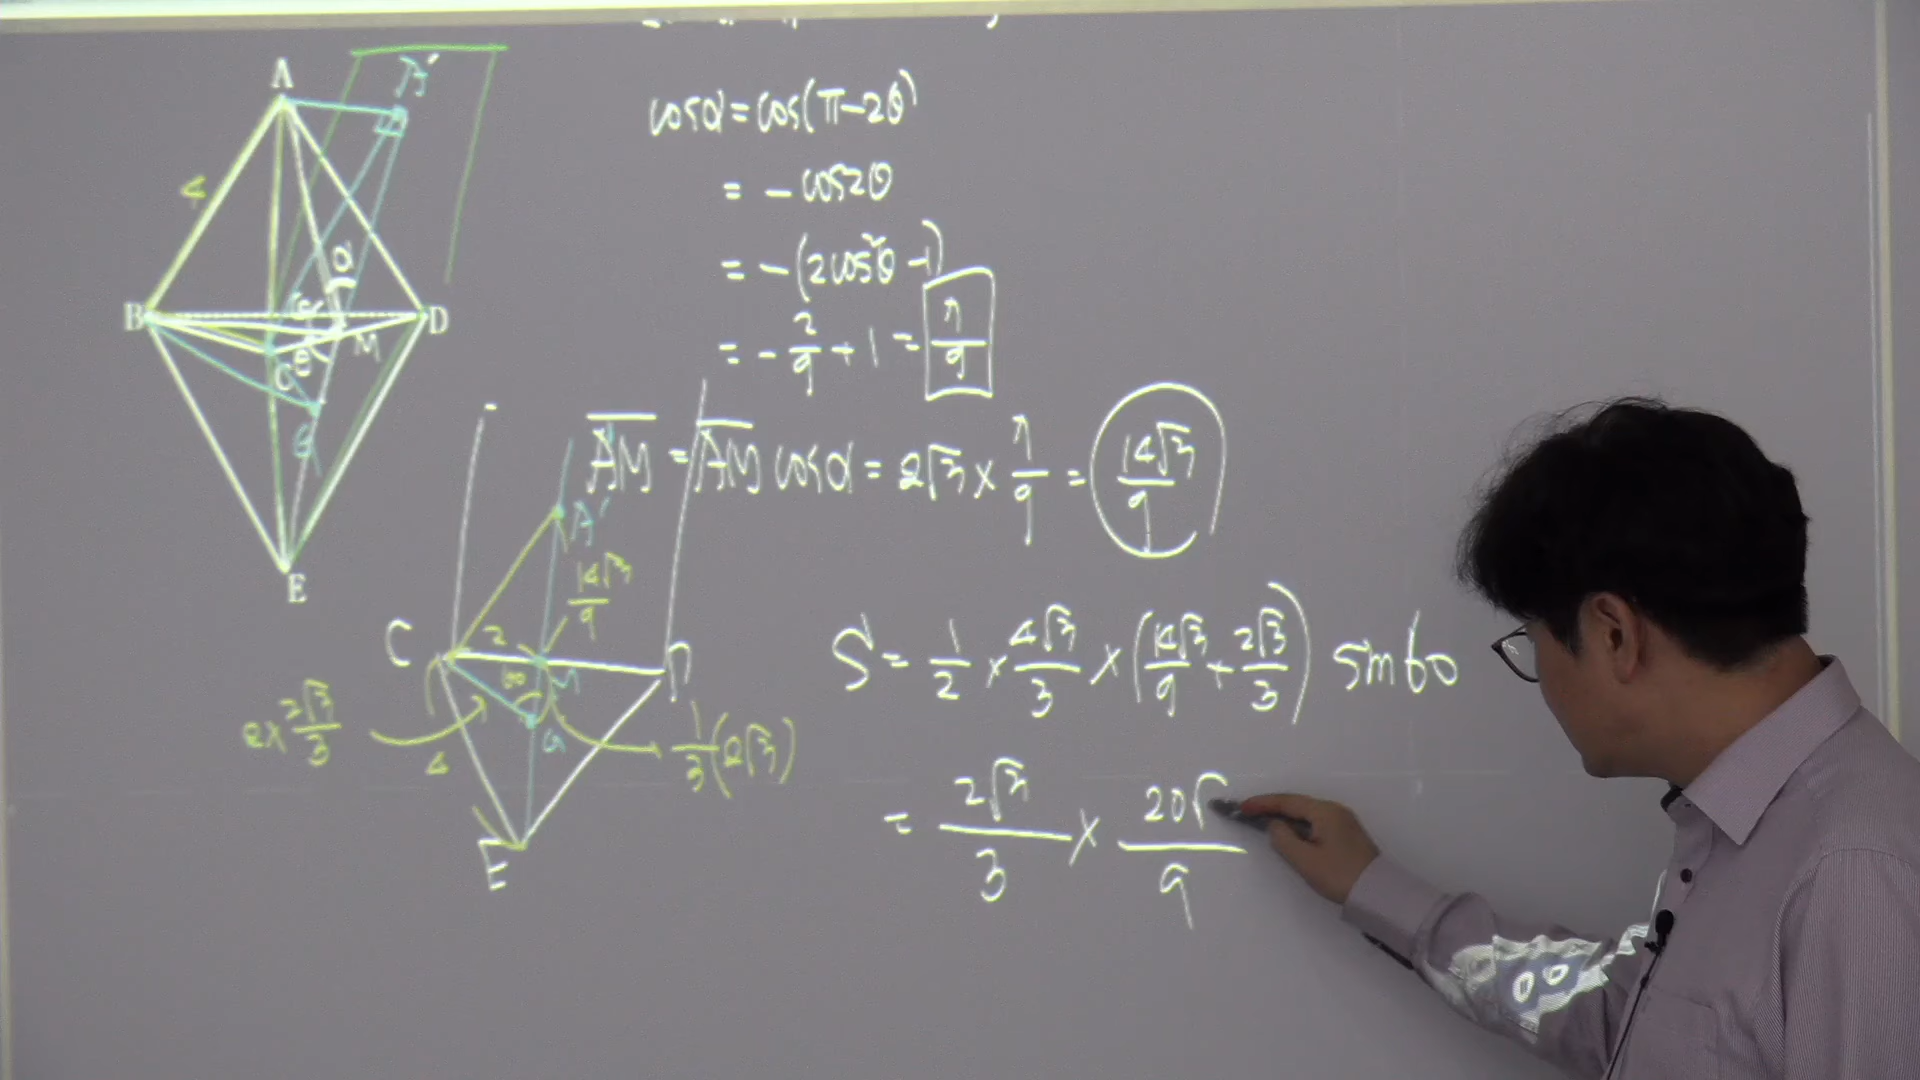 A
A′
4
α
B
D
C
θ
M
G
E
cosα = cos(π-2θ)
= - cos2θ
= - (2cos²θ - 1)
= - 2/9 + 1 = 7/9
A′M = AM cosα = 2√3 × 7/9 = 14√3/9
A′
14√3/9
C
2
D
60
M
2×2√3/3
G
1/3(2√3)
4
E
S = 1/2 × 4√3/3 × (14√3/9 + 2√3/3) sin60
= 2√3/3 × 20√/9